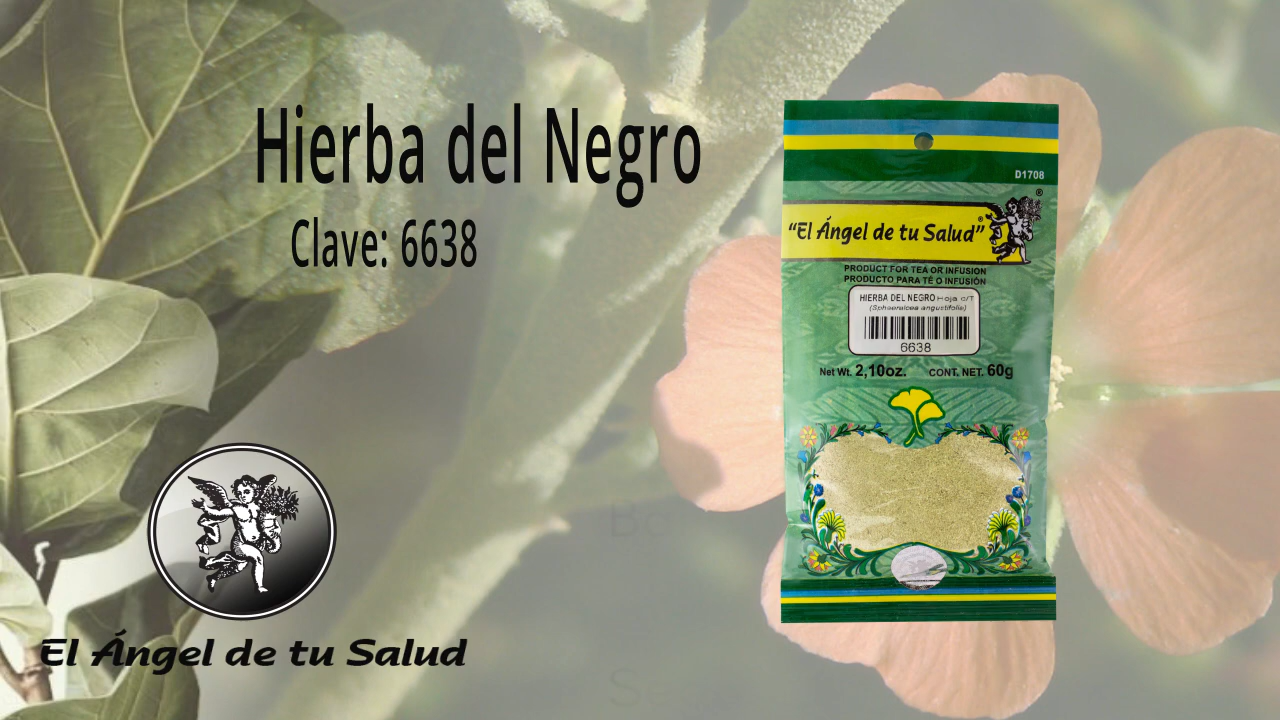 Hierba del Negro
Clave: 6638
D1708
®
"El Ángel de tu Salud"®
PRODUCT FOR TEA OR INFUSION
PRODUCTO PARA TÉ O INFUSIÓN
HIERBA DEL NEGRO Hoja c/T
(Sphaeralcea angustifolia)
6638
Net Wt. 2,10oz. CONT. NET. 60g
El Ángel de tu Salud